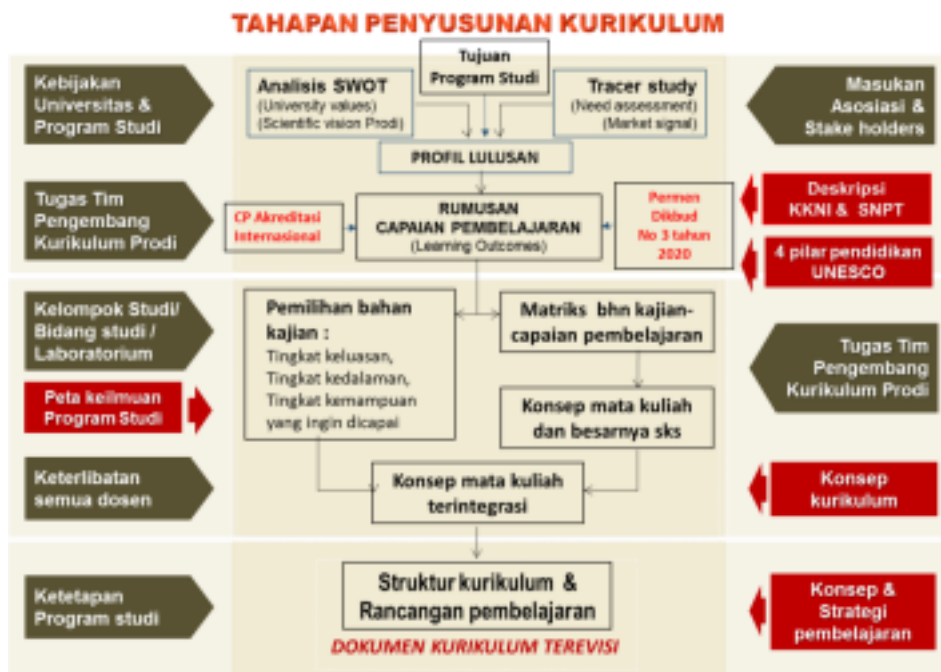 TAHAPAN PENYUSUNAN KURIKULUM
Kebijakan
Universitas &
Program Studi
Analisis SWOT
(University values)
(Scientific vision Prodi)
Tujuan
Program Studi
Tracer study
(Need assessment)
(Market signal)
Masukan
Asosiasi &
Stake holders
PROFIL LULUSAN
Tugas Tim
Pengembang
Kurikulum Prodi
CP Akreditasi
Internasional
RUMUSAN
CAPAIAN PEMBELAJARAN
(Learning Outcomes)
Permen
Dikbud
No 3 tahun
2020
Deskripsi
KKNI & SNPT
4 pilar pendidikan
UNESCO
Kelompok Studi/
Bidang studi /
Laboratorium
Peta keilmuan
Program Studi
Pemilihan bahan
kajian :
Tingkat keluasan,
Tingkat kedalaman,
Tingkat kemampuan
yang ingin dicapai
Matriks bhn kajian-
capaian pembelajaran
Konsep mata kuliah
dan besarnya sks
Tugas Tim
Pengembang
Kurikulum Prodi
Keterlibatan
semua dosen
Konsep mata kuliah
terintegrasi
Konsep
kurikulum
Ketetapan
Program studi
Struktur kurikulum &
Rancangan pembelajaran
DOKUMEN KURIKULUM TEREVISI
Konsep &
Strategi
pembelajaran